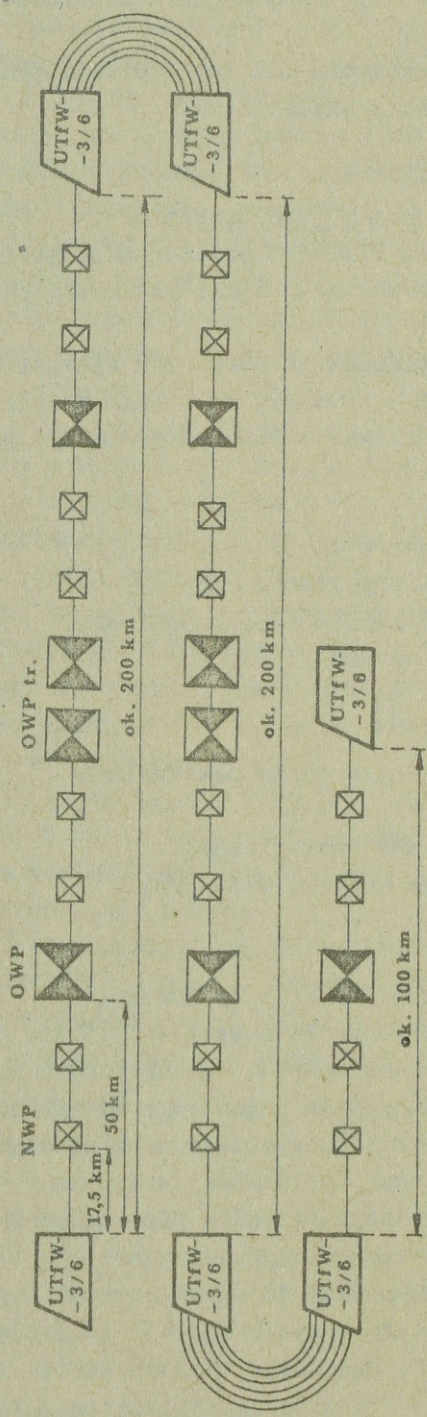 UTfW-
-3/6
NWP
17,5 km
50 km
OWP
OWP tr.
ok. 200 km
UTfW-
-3/6
UTfW-
-3/6
ok. 200 km
UTfW-
-3/6
UTfW-
-3/6
ok. 100 km
UTfW-
-3/6